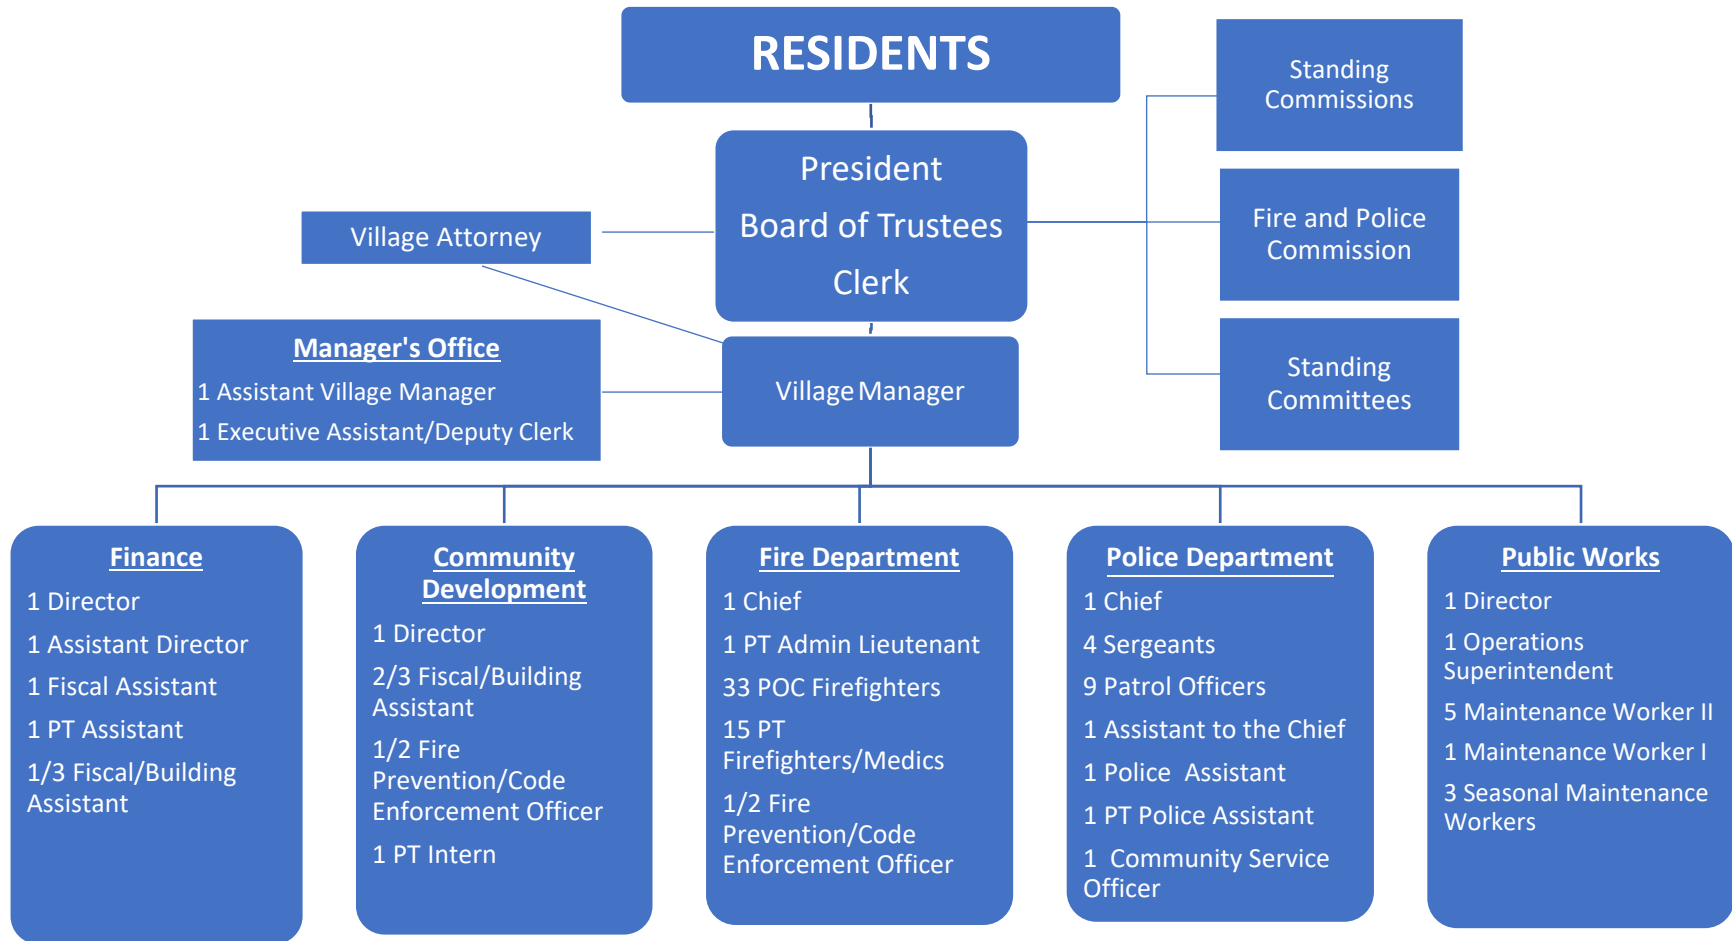 RESIDENTS
Standing
Commissions
President
Board of Trustees
Clerk
Village Attorney
Fire and Police
Commission
Manager's Office
1 Assistant Village Manager
1 Executive Assistant/Deputy Clerk
Village Manager
Standing
Committees
Finance
1 Director
1 Assistant Director
1 Fiscal Assistant
1 PT Assistant
1/3 Fiscal/Building
Assistant
Community
Development
1 Director
2/3 Fiscal/Building
Assistant
1/2 Fire
Prevention/Code
Enforcement Officer
1 PT Intern
Fire Department
1 Chief
1 PT Admin Lieutenant
33 POC Firefighters
15 PT
Firefighters/Medics
1/2 Fire
Prevention/Code
Enforcement Officer
Police Department
1 Chief
4 Sergeants
9 Patrol Officers
1 Assistant to the Chief
1 Police  Assistant
1 PT Police Assistant
1  Community Service
Officer
Public Works
1 Director
1 Operations
Superintendent
5 Maintenance Worker II
1 Maintenance Worker I
3 Seasonal Maintenance
Workers